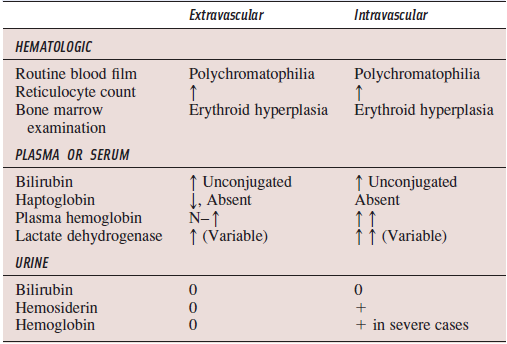 Extravascular Intravascular
HEMATOLOGIC
Routine blood film Polychromatophilia Polychromatophilia
Reticulocyte count ↑ ↑
Bone marrow Erythroid hyperplasia Erythroid hyperplasia
examination
PLASMA OR SERUM
Bilirubin ↑ Unconjugated ↑ Unconjugated
Haptoglobin ↓, Absent Absent
Plasma hemoglobin N–↑ ↑ ↑
Lactate dehydrogenase ↑ (Variable) ↑ ↑ (Variable)
URINE
Bilirubin 0 0
Hemosiderin 0 +
Hemoglobin 0 + in severe cases